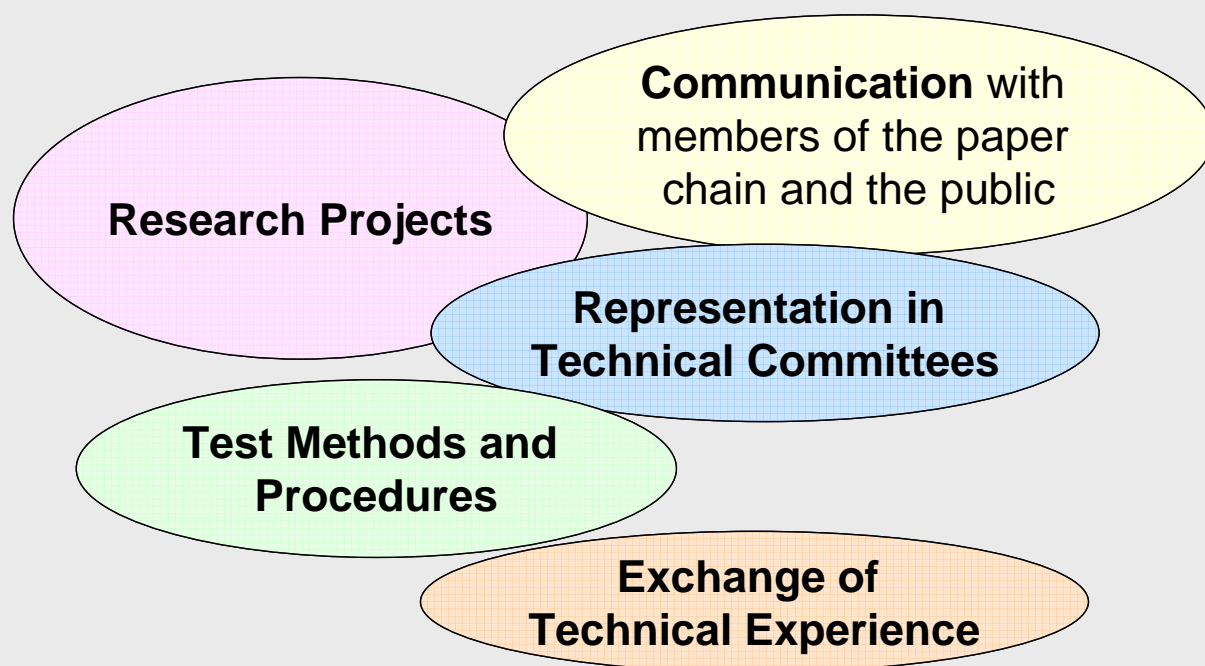 Communication with
members of the paper
chain and the public
Research Projects
Representation in
Technical Committees
Test Methods and
Procedures
Exchange of
Technical Experience